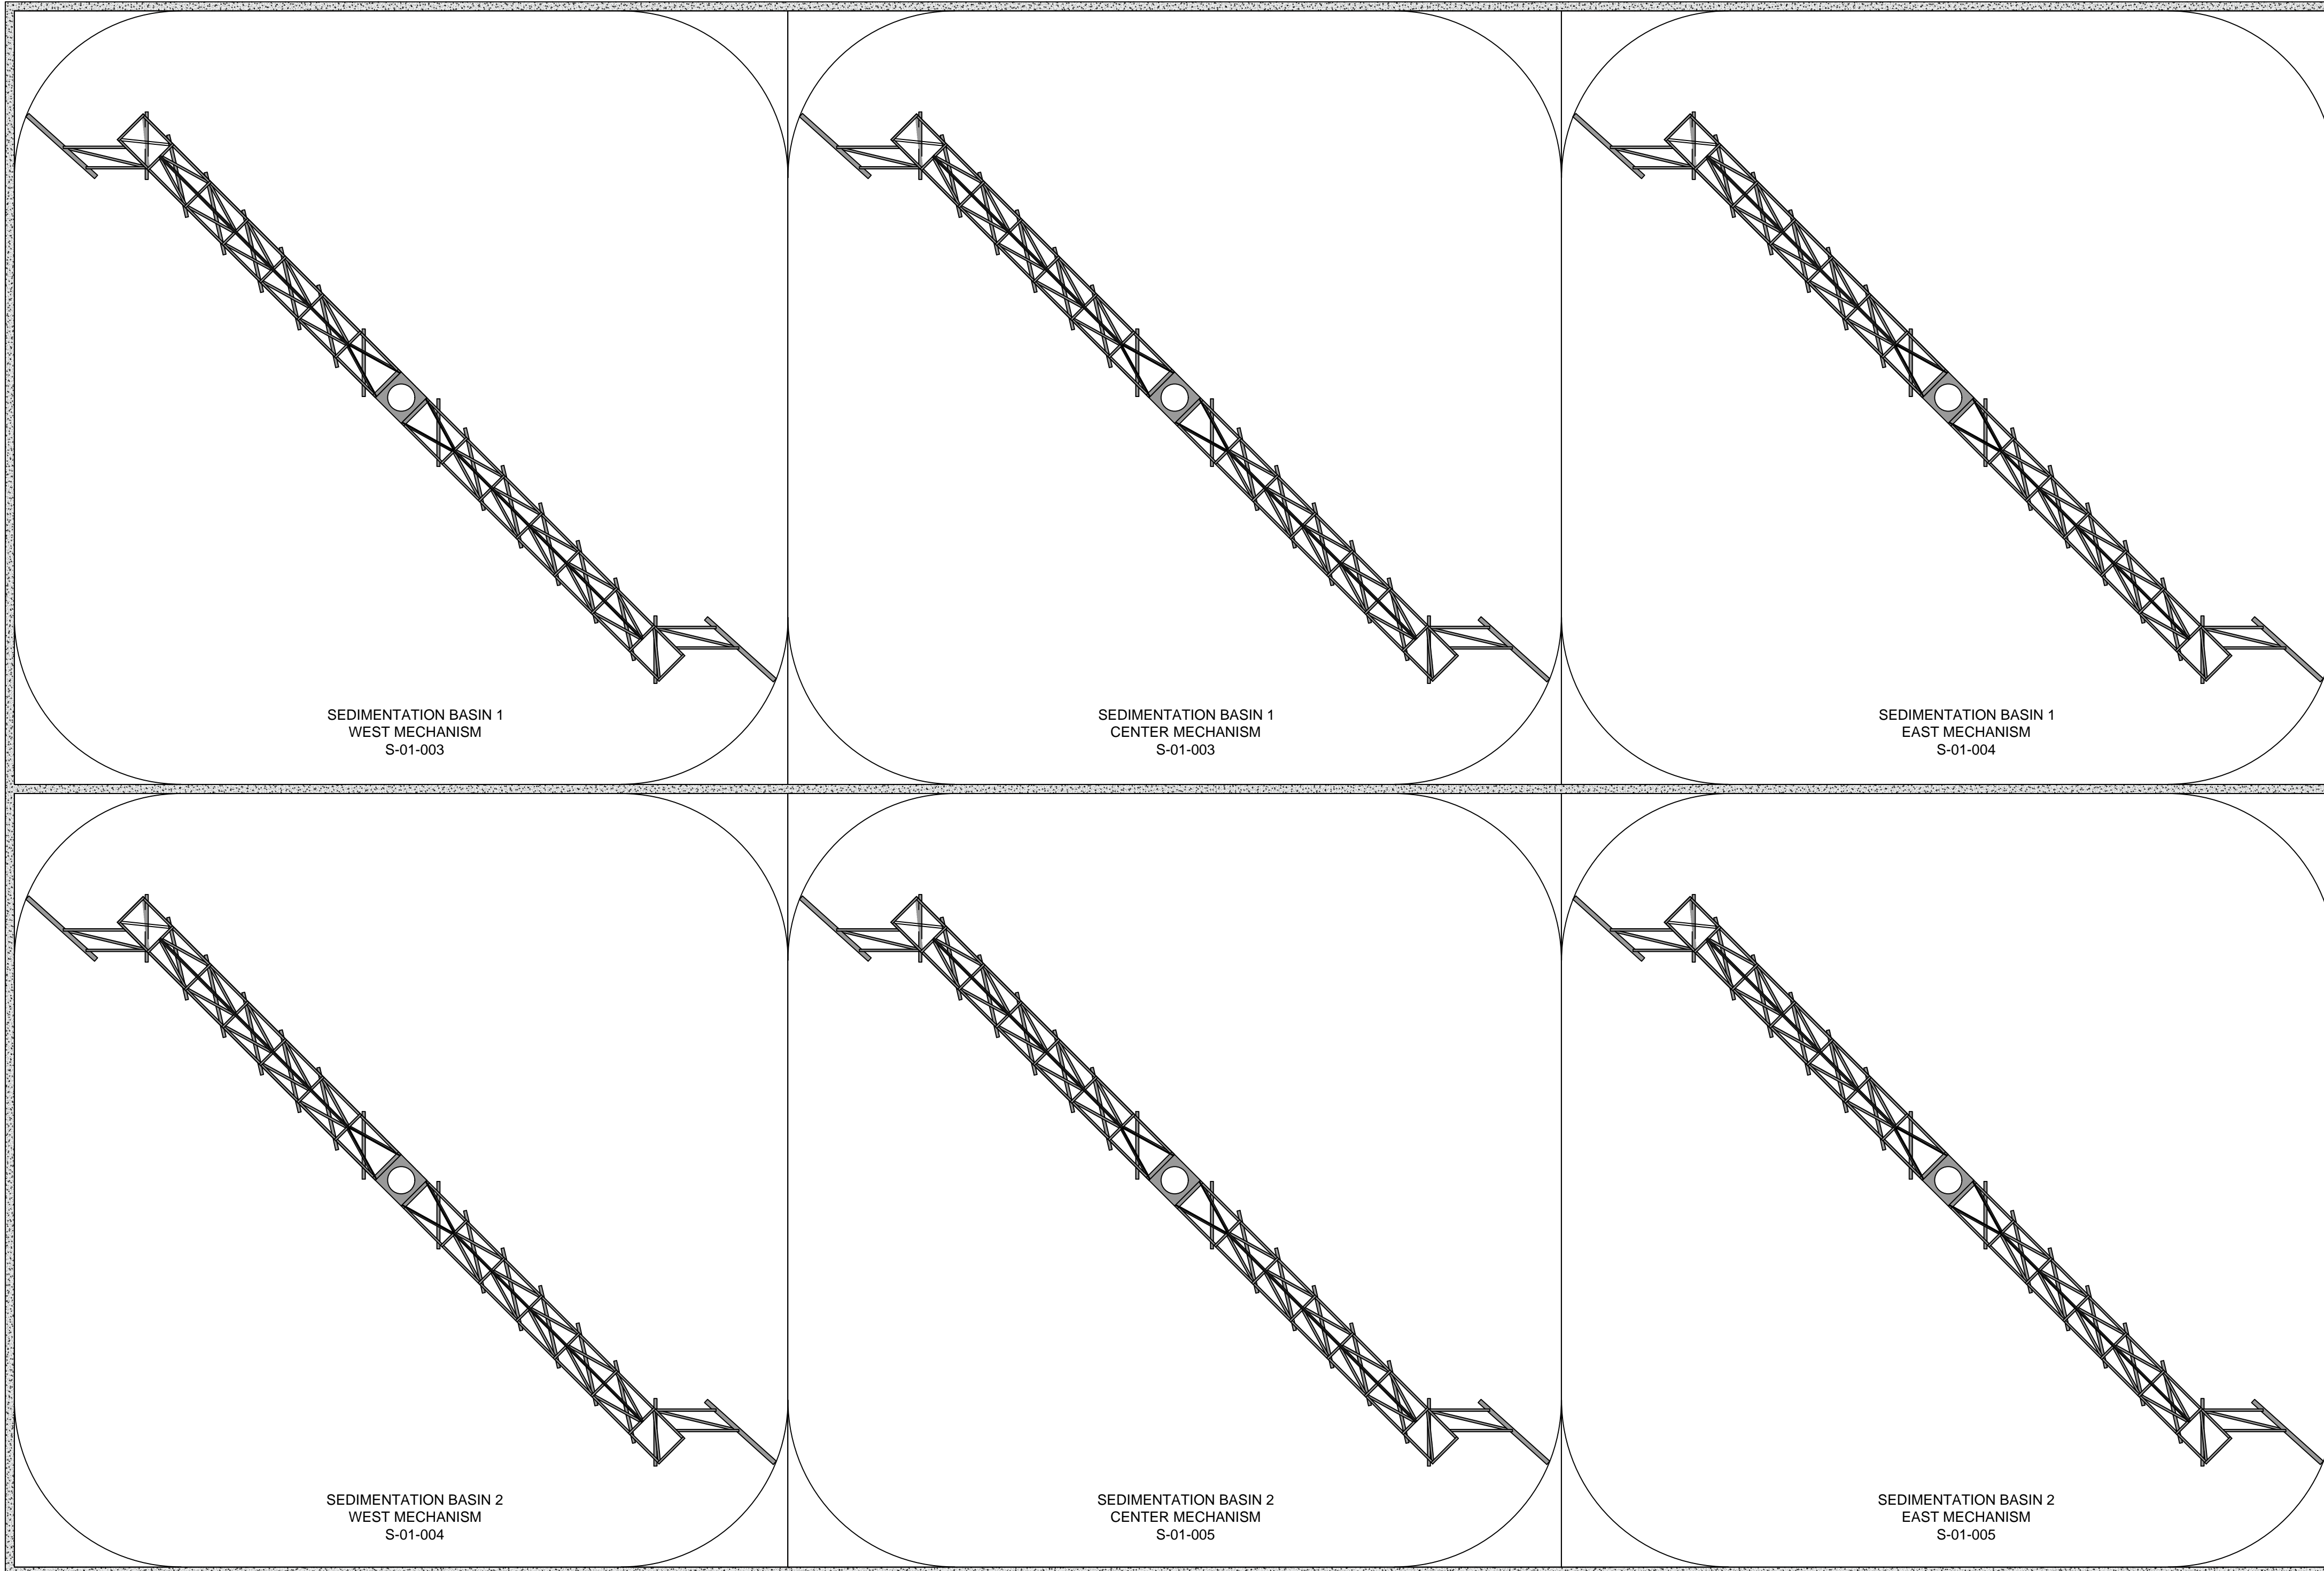 SEDIMENTATION BASIN 1
WEST MECHANISM
S-01-003
SEDIMENTATION BASIN 1
CENTER MECHANISM
S-01-003
SEDIMENTATION BASIN 1
EAST MECHANISM
S-01-004
SEDIMENTATION BASIN 2
WEST MECHANISM
S-01-004
SEDIMENTATION BASIN 2
CENTER MECHANISM
S-01-005
SEDIMENTATION BASIN 2
EAST MECHANISM
S-01-005